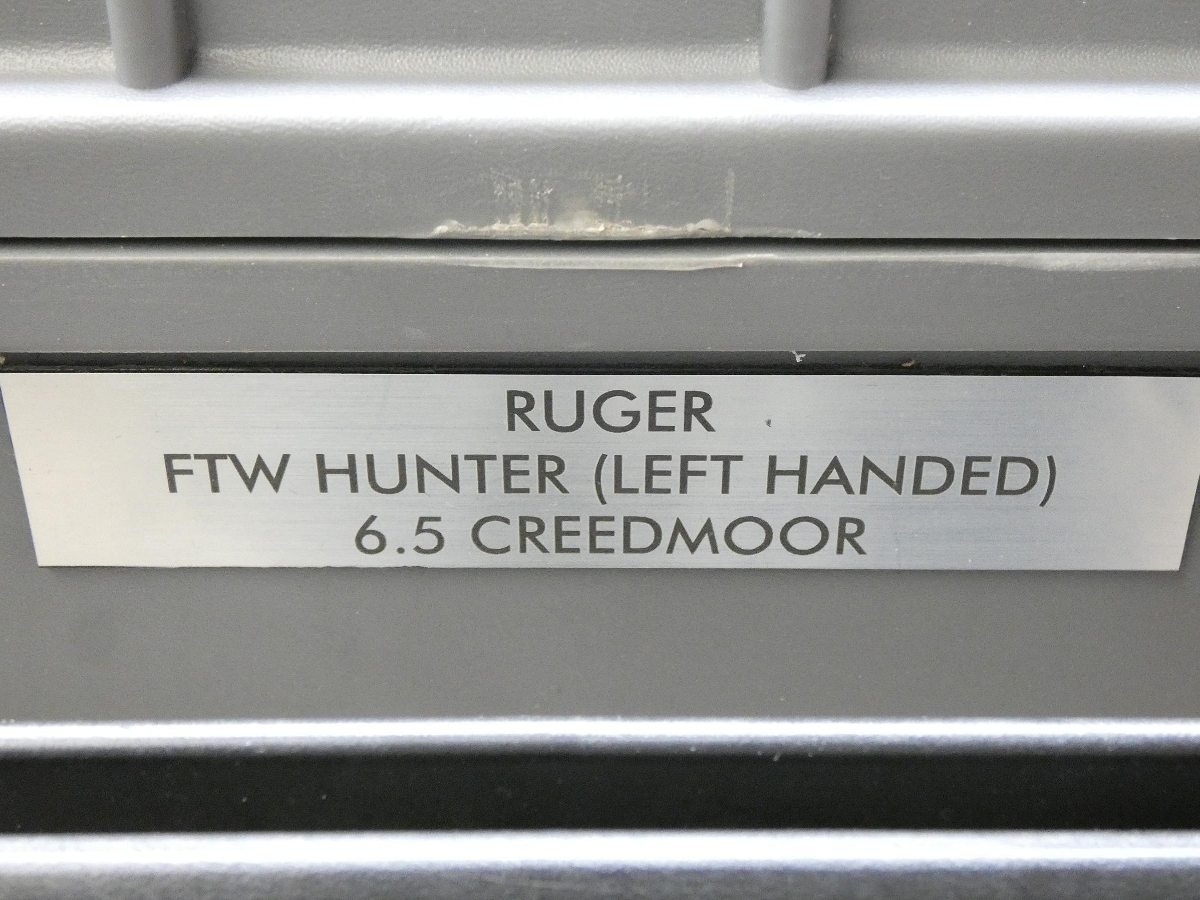 RUGER
FTW HUNTER (LEFT HANDED)
6.5 CREEDMOOR